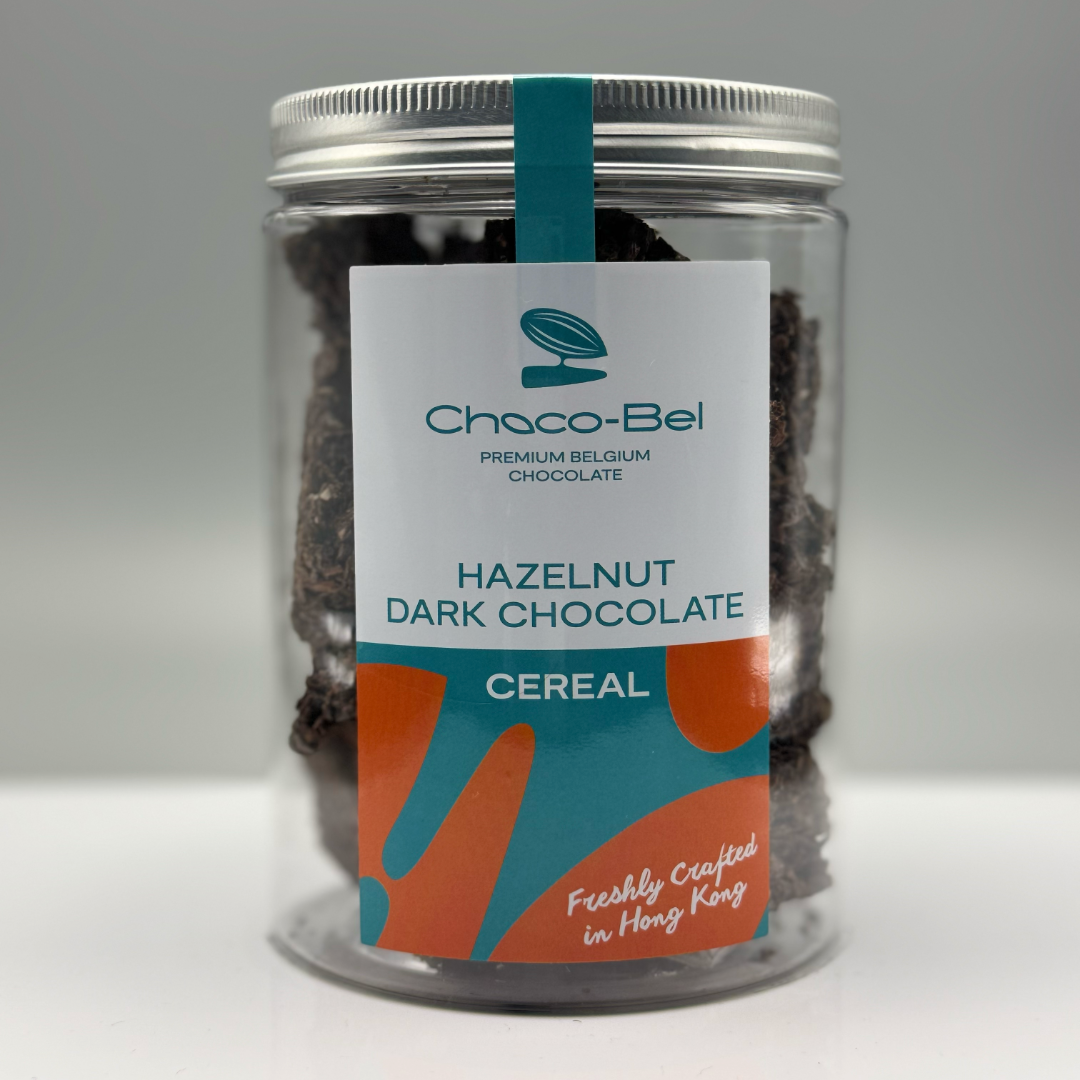 Choco-Bel
PREMIUM BELGIUM
CHOCOLATE
HAZELNUT
DARK CHOCOLATE
CEREAL
Freshly Crafted
in Hong Kong